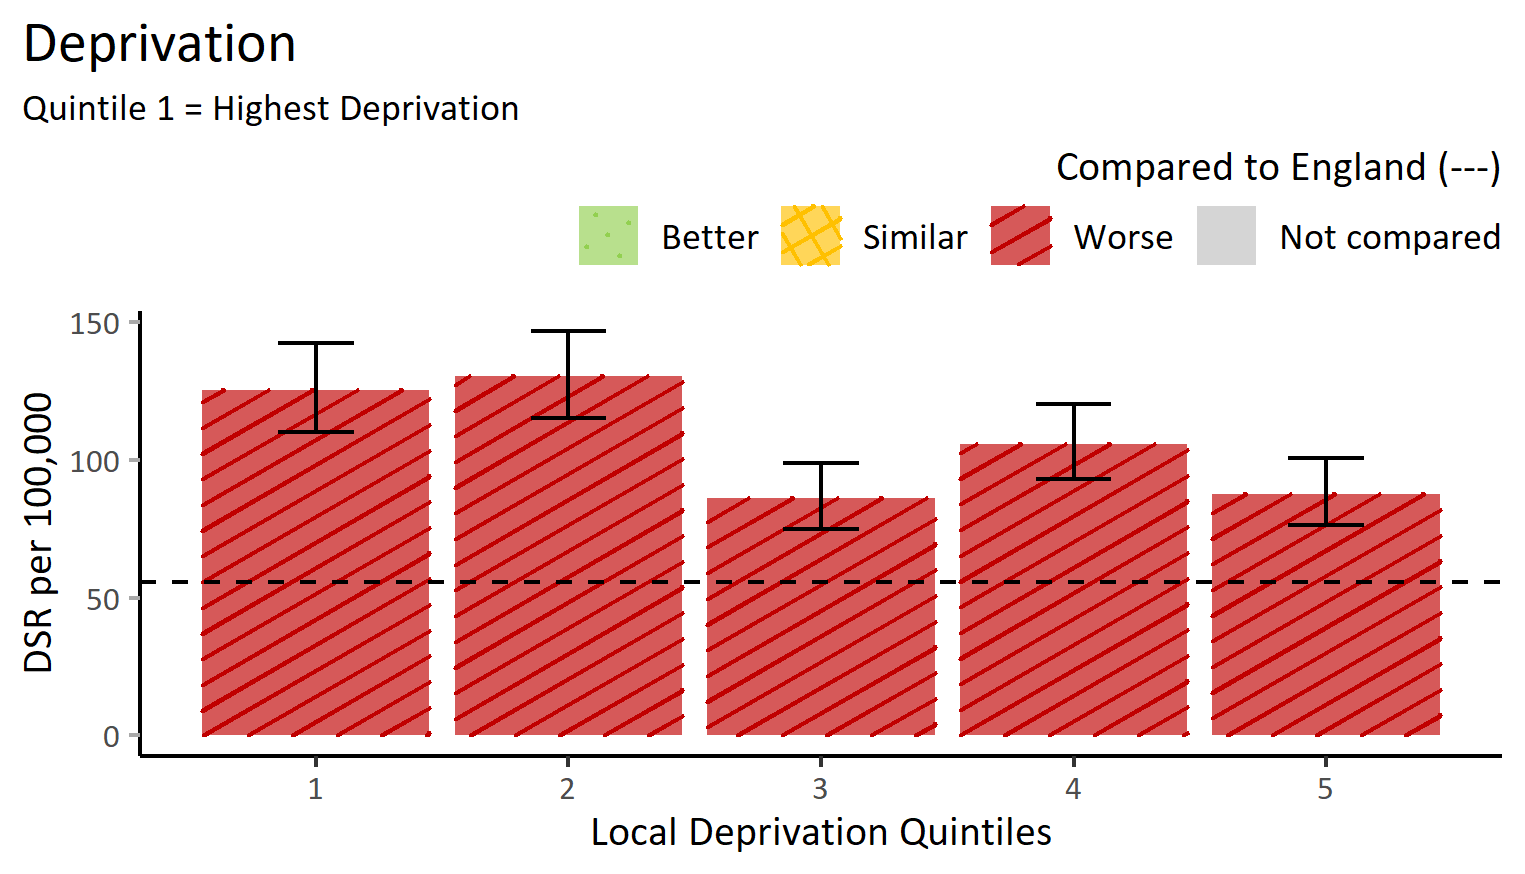 Deprivation
Quintile 1 = Highest Deprivation
Compared to England (---)
Better Similar Worse Not compared
DSR per 100,000
150
100
50
0
1 2 3 4 5
Local Deprivation Quintiles